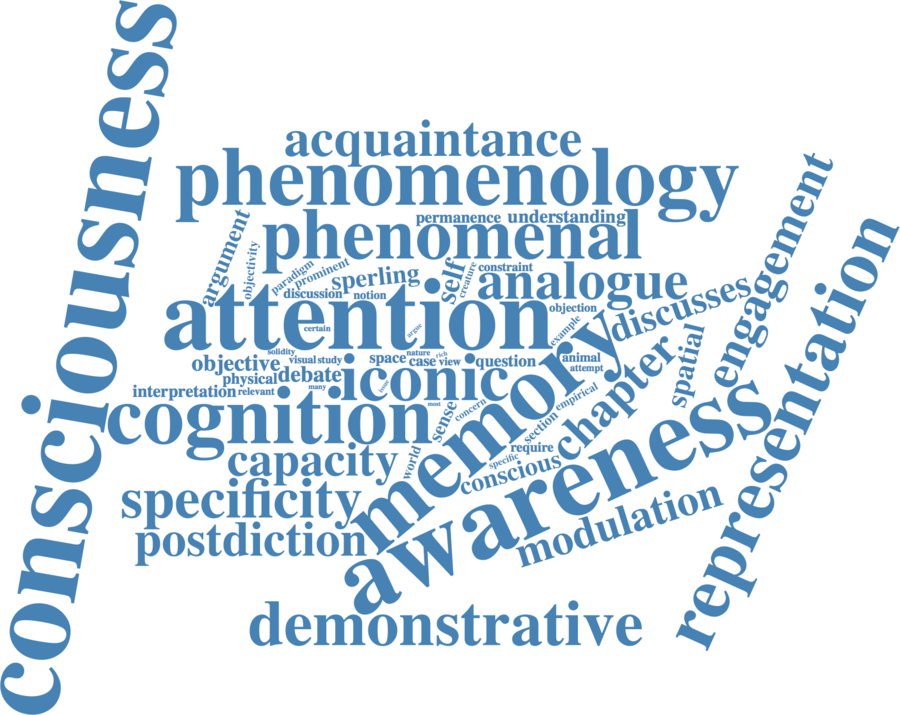 consciousness
acquaintance
phenomenology
permanence
understanding
phenomenal
argument
objectivity
paradigm
prominent
sperling
self
creature
constraint
analogue
discussion
notion
attention
certain
argue
objection
example
discusses
engagement
representation
solidity
objective
visual
study
space
nature
case
view
rich
question
animal
attempt
physical
debate
iconic
issue
interpretation
relevant
many
most
cognition
sense
concern
empirical
section
memory
chapter
spatial
capacity
world
require
specific
conscious
specificity
awareness
modulation
postdiction
demonstrative